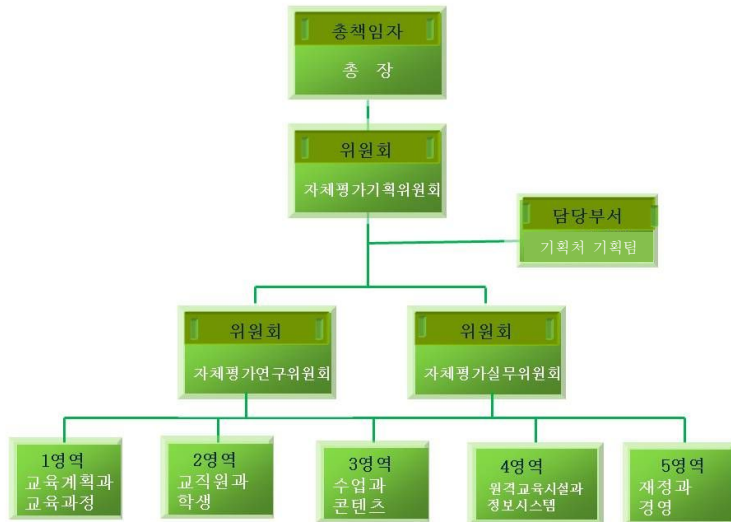 총책임자
총 장
위원회
자체평가기획위원회
담당부서
기획처 기획팀
위원회
자체평가연구위원회
위원회
자체평가실무위원회
1영역
교육계획과
교육과정
2영역
교직원과
학생
3영역
수업과
콘텐츠
4영역
원격교육시설과
정보시스템
5영역
재정과
경영